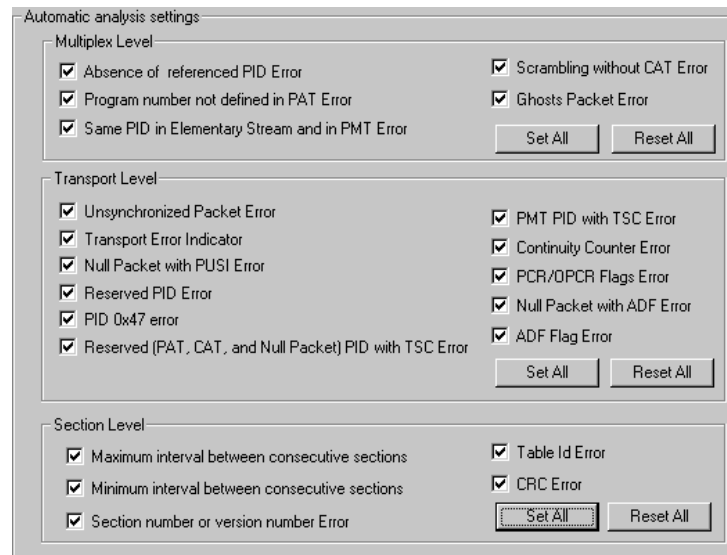 Automatic analysis settings
Multiplex Level
Absence of referenced PID Error
Program number not defined in PAT Error
Same PID in Elementary Stream and in PMT Error
Scrambling without CAT Error
Ghosts Packet Error
Set All
Reset All
Transport Level
Unsynchronized Packet Error
Transport Error Indicator
Null Packet with PUSI Error
Reserved PID Error
PID 0x47 error
Reserved (PAT, CAT, and Null Packet) PID with TSC Error
PMT PID with TSC Error
Continuity Counter Error
PCR/OPCR Flags Error
Null Packet with ADF Error
ADF Flag Error
Set All
Reset All
Section Level
Maximum interval between consecutive sections
Minimum interval between consecutive sections
Section number or version number Error
Table Id Error
CRC Error
Set All
Reset All